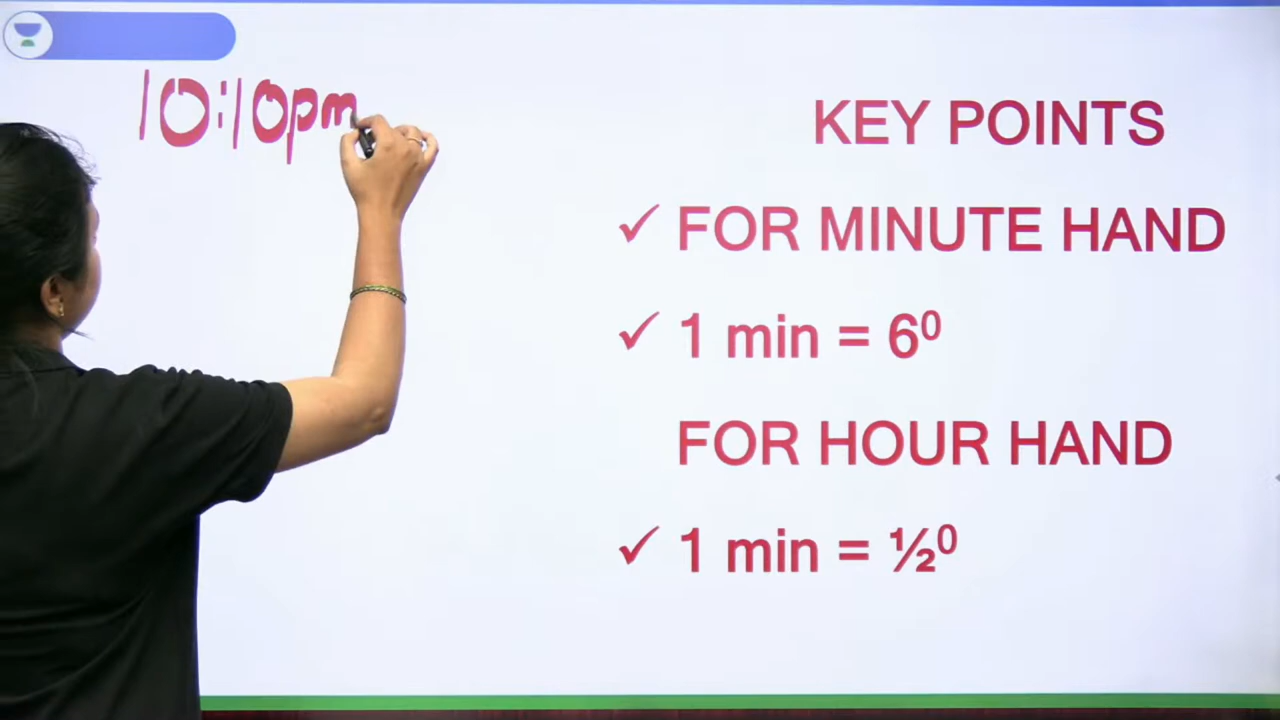 10:10pm
KEY POINTS
✓ FOR MINUTE HAND
✓ 1 min = 6⁰
FOR HOUR HAND
✓ 1 min = ½⁰